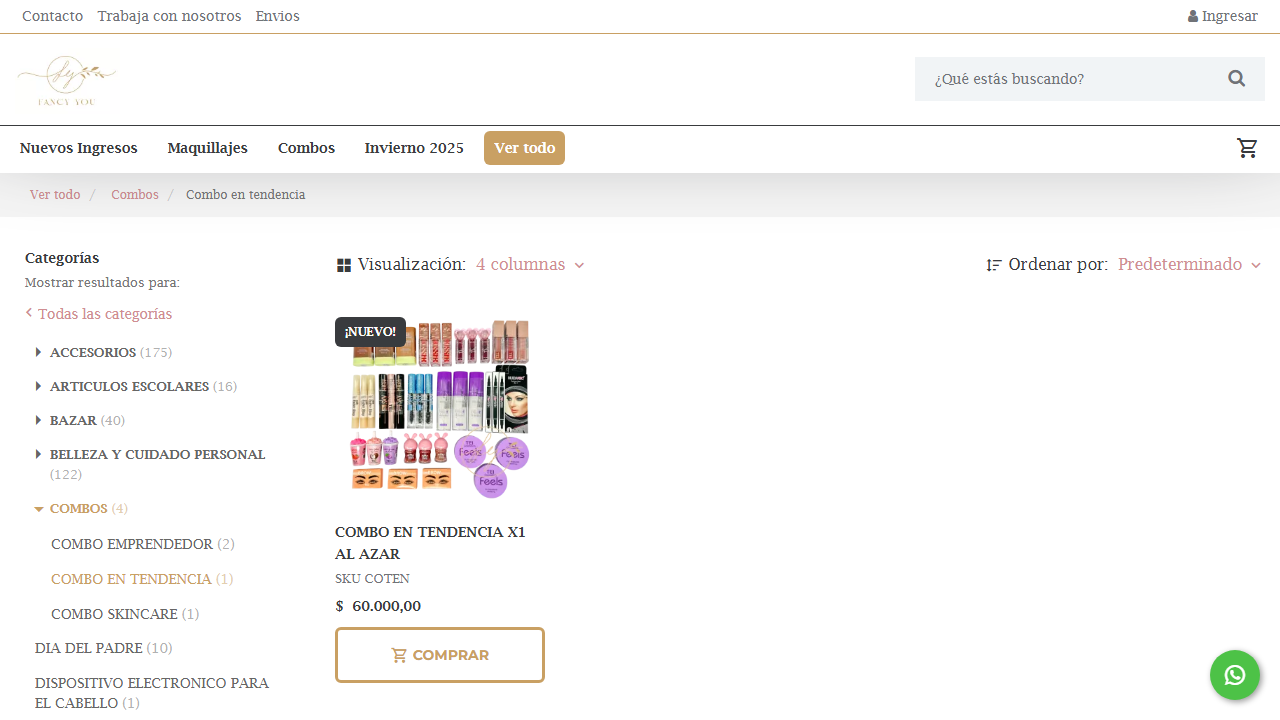 Contacto Trabaja con nosotros Envios
Ingresar
FANCY YOU
¿Qué estás buscando?
Nuevos Ingresos Maquillajes Combos Invierno 2025 Ver todo
Ver todo / Combos / Combo en tendencia
Categorías
Mostrar resultados para:
Todas las categorías
ACCESORIOS (175)
ARTICULOS ESCOLARES (16)
BAZAR (40)
BELLEZA Y CUIDADO PERSONAL
(122)
COMBOS (4)
COMBO EMPRENDEDOR (2)
COMBO EN TENDENCIA (1)
COMBO SKINCARE (1)
DIA DEL PADRE (10)
DISPOSITIVO ELECTRONICO PARA
EL CABELLO (1)
Visualización: 4 columnas
Ordenar por: Predeterminado
¡NUEVO!
Feels
Feels
COMBO EN TENDENCIA X1
AL AZAR
SKU COTEN
$ 60.000,00
COMPRAR